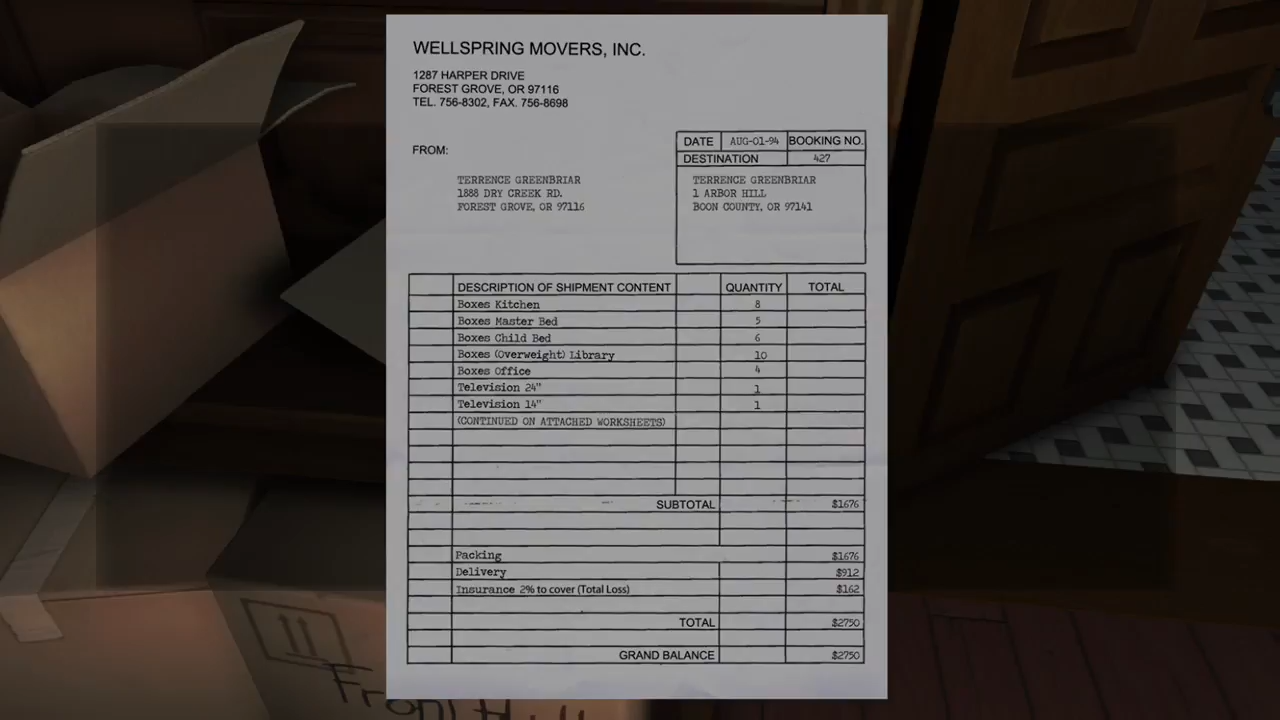 WELLSPRING MOVERS, INC.
1287 HARPER DRIVE
FOREST GROVE, OR 97116
TEL. 756-8302, FAX. 756-8698
DATE AUG-01-94 BOOKING NO.
DESTINATION 427
FROM:
TERRENCE GREENBRIAR
1888 DRY CREEK RD.
FOREST GROVE, OR 97116
TERRENCE GREENBRIAR
1 ARBOR HILL
BOON COUNTY, OR 97141
DESCRIPTION OF SHIPMENT CONTENT QUANTITY TOTAL
Boxes Kitchen 8
Boxes Master Bed 5
Boxes Child Bed 6
Boxes (Overweight) Library 10
Boxes Office 4
Television 24" 1
Television 14" 1
(CONTINUED ON ATTACHED WORKSHEETS)
SUBTOTAL $1676
Packing $1676
Delivery $912
Insurance 2% to cover (Total Loss) $162
TOTAL $2750
GRAND BALANCE $2750